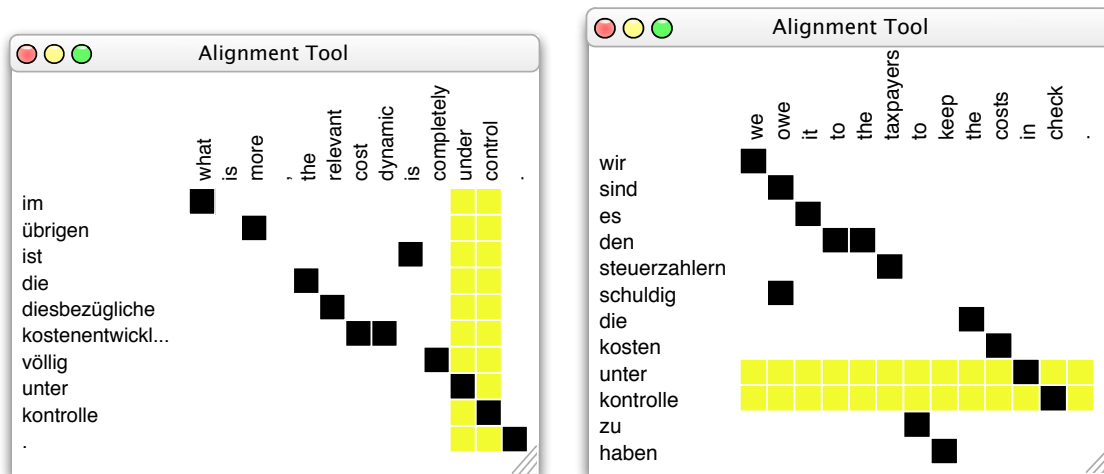 Alignment Tool
what is more , the relevant cost dynamic is completely under control .
im
übrigen
ist
die
diesbezügliche
kostenentwickl...
völlig
unter
kontrolle
.
Alignment Tool
we owe it to the taxpayers to keep the costs in check .
wir
sind
es
den
steuerzahlern
schuldig
die
kosten
unter
kontrolle
zu
haben